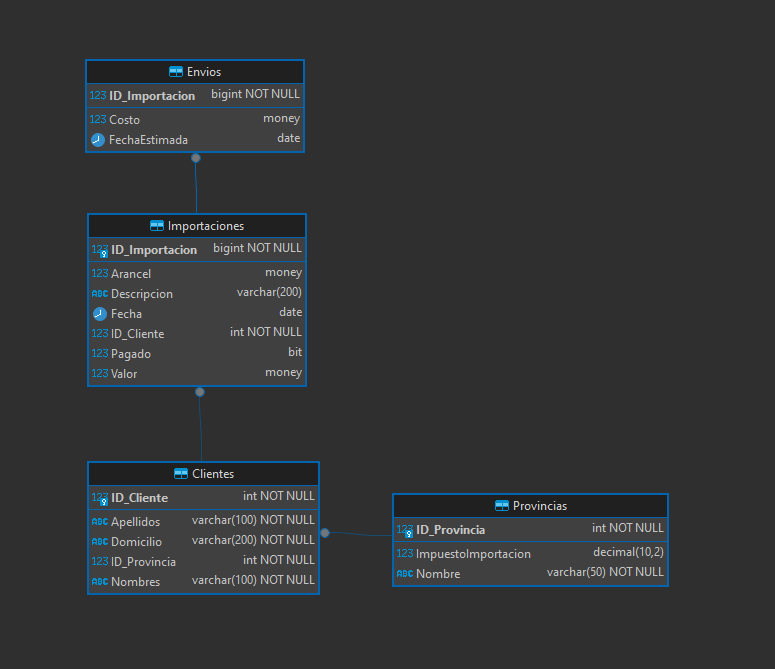 Envios
123 ID_Importacion bigint NOT NULL
123 Costo money
FechaEstimada date
Importaciones
123 ID_Importacion bigint NOT NULL
123 Arancel money
ABC Descripcion varchar(200)
Fecha date
123 ID_Cliente int NOT NULL
123 Pagado bit
123 Valor money
Clientes
123 ID_Cliente int NOT NULL
ABC Apellidos varchar(100) NOT NULL
ABC Domicilio varchar(200) NOT NULL
123 ID_Provincia int NOT NULL
ABC Nombres varchar(100) NOT NULL
Provincias
123 ID_Provincia int NOT NULL
123 ImpuestoImportacion decimal(10,2)
ABC Nombre varchar(50) NOT NULL